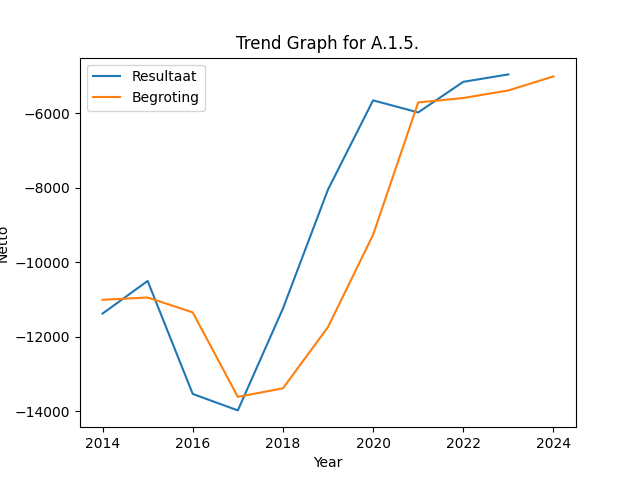 Trend Graph for A.1.5.
Resultaat
Begroting
−6000
−8000
−10000
−12000
−14000
Netto
2014 2016 2018 2020 2022 2024
Year